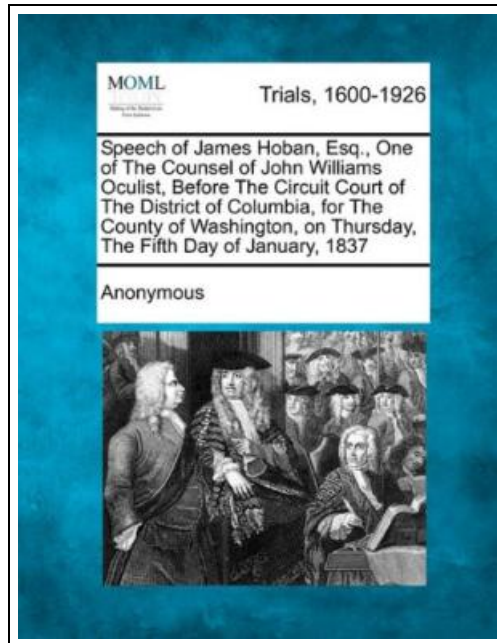 MOML
Trials, 1600-1926
Speech of James Hoban, Esq., One
of The Counsel of John Williams
Oculist, Before The Circuit Court of
The District of Columbia, for The
County of Washington, on Thursday,
The Fifth Day of January, 1837
Anonymous